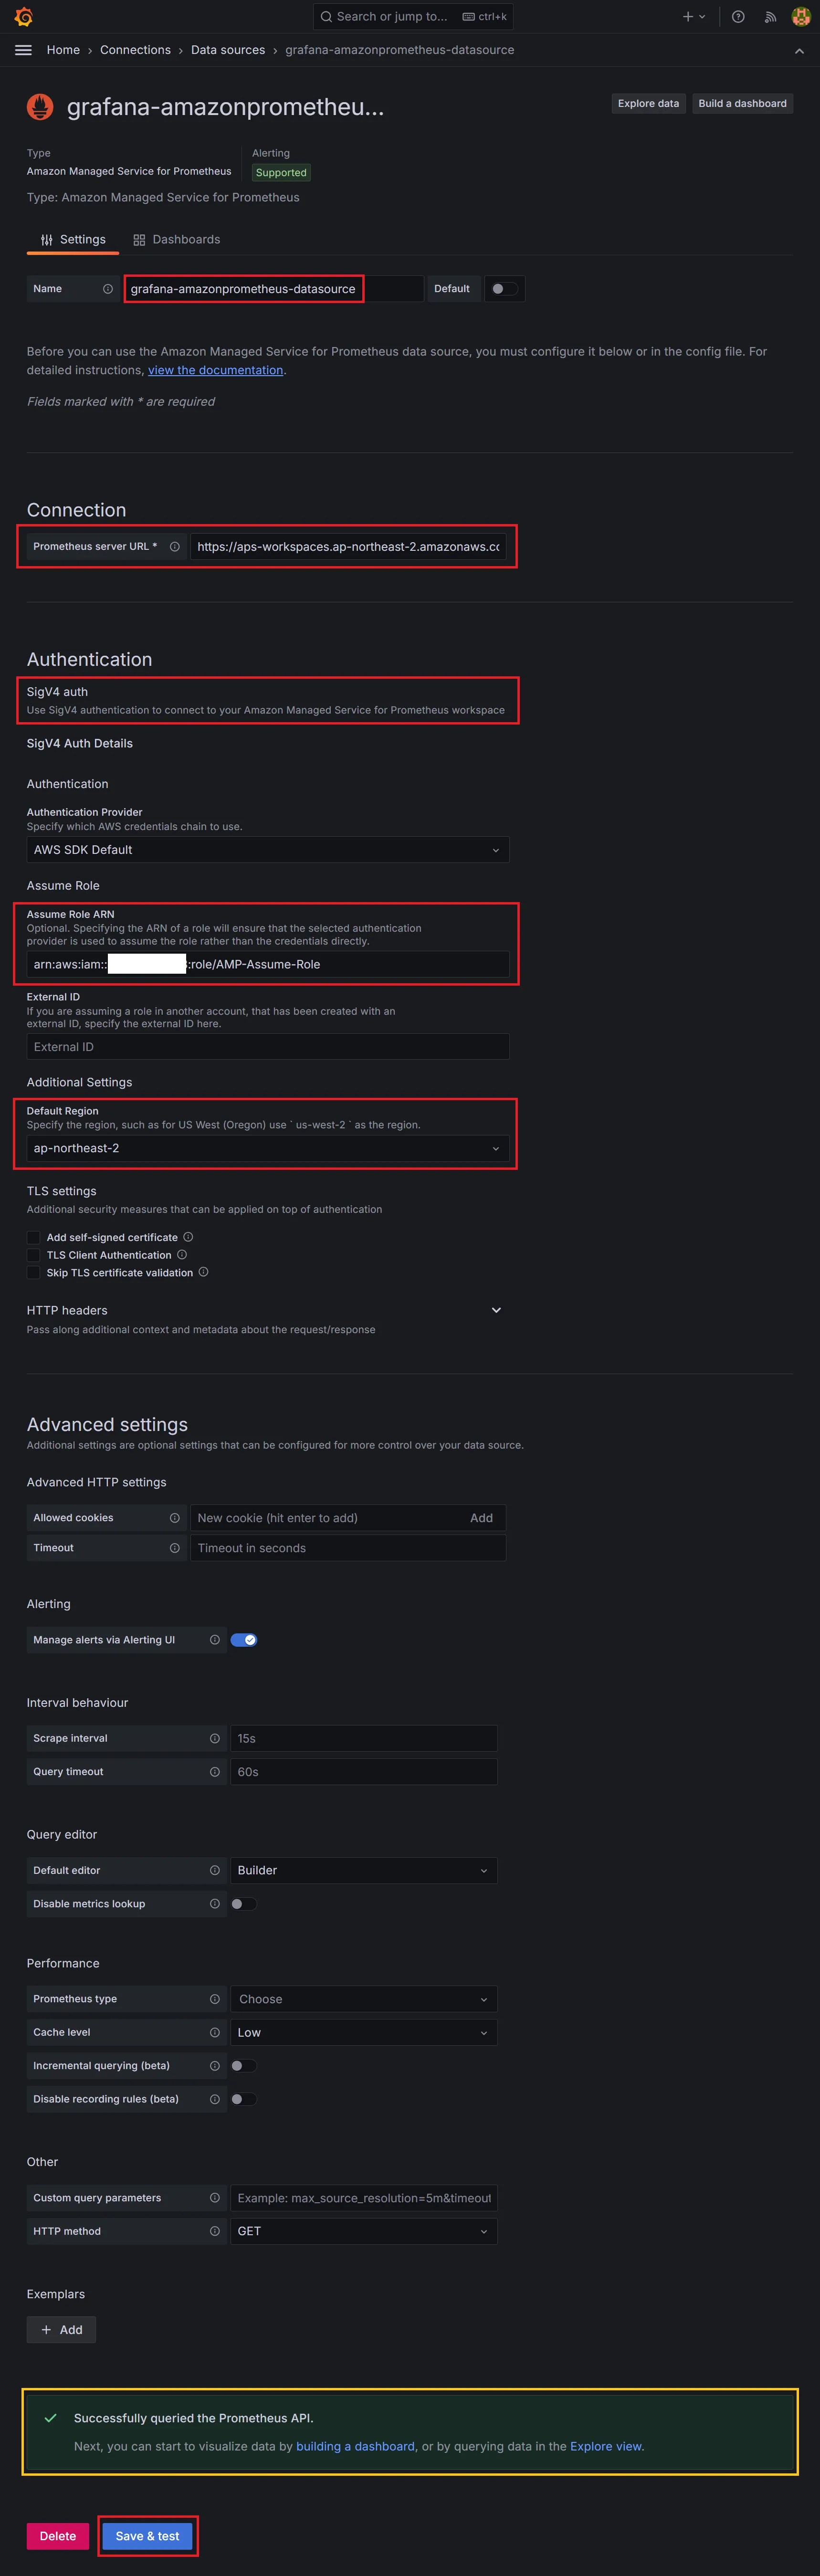 Search or jump to... ctrl+k
Home › Connections › Data sources › grafana-amazonprometheus-datasource
grafana-amazonprometheu...
Explore data
Build a dashboard
Type
Amazon Managed Service for Prometheus
Alerting
Supported
Type: Amazon Managed Service for Prometheus
Settings
Dashboards
Name
grafana-amazonprometheus-datasource
Default
Before you can use the Amazon Managed Service for Prometheus data source, you must configure it below or in the config file. For
detailed instructions, view the documentation.
Fields marked with * are required
Connection
Prometheus server URL *
https://aps-workspaces.ap-northeast-2.amazonaws.cc
Authentication
SigV4 auth
Use SigV4 authentication to connect to your Amazon Managed Service for Prometheus workspace
SigV4 Auth Details
Authentication
Authentication Provider
Specify which AWS credentials chain to use.
AWS SDK Default
Assume Role
Assume Role ARN
Optional. Specifying the ARN of a role will ensure that the selected authentication
provider is used to assume the role rather than the credentials directly.
arn:aws:iam:: :role/AMP-Assume-Role
External ID
If you are assuming a role in another account, that has been created with an
external ID, specify the external ID here.
External ID
Additional Settings
Default Region
Specify the region, such as for US West (Oregon) use ` us-west-2 ` as the region.
ap-northeast-2
TLS settings
Additional security measures that can be applied on top of authentication
Add self-signed certificate
TLS Client Authentication
Skip TLS certificate validation
HTTP headers
Pass along additional context and metadata about the request/response
Advanced settings
Additional settings are optional settings that can be configured for more control over your data source.
Advanced HTTP settings
Allowed cookies
New cookie (hit enter to add)
Add
Timeout
Timeout in seconds
Alerting
Manage alerts via Alerting UI
Interval behaviour
Scrape interval
15s
Query timeout
60s
Query editor
Default editor
Builder
Disable metrics lookup
Performance
Prometheus type
Choose
Cache level
Low
Incremental querying (beta)
Disable recording rules (beta)
Other
Custom query parameters
Example: max_source_resolution=5m&timeout
HTTP method
GET
Exemplars
+ Add
Successfully queried the Prometheus API.
Next, you can start to visualize data by building a dashboard, or by querying data in the Explore view.
Delete
Save & test